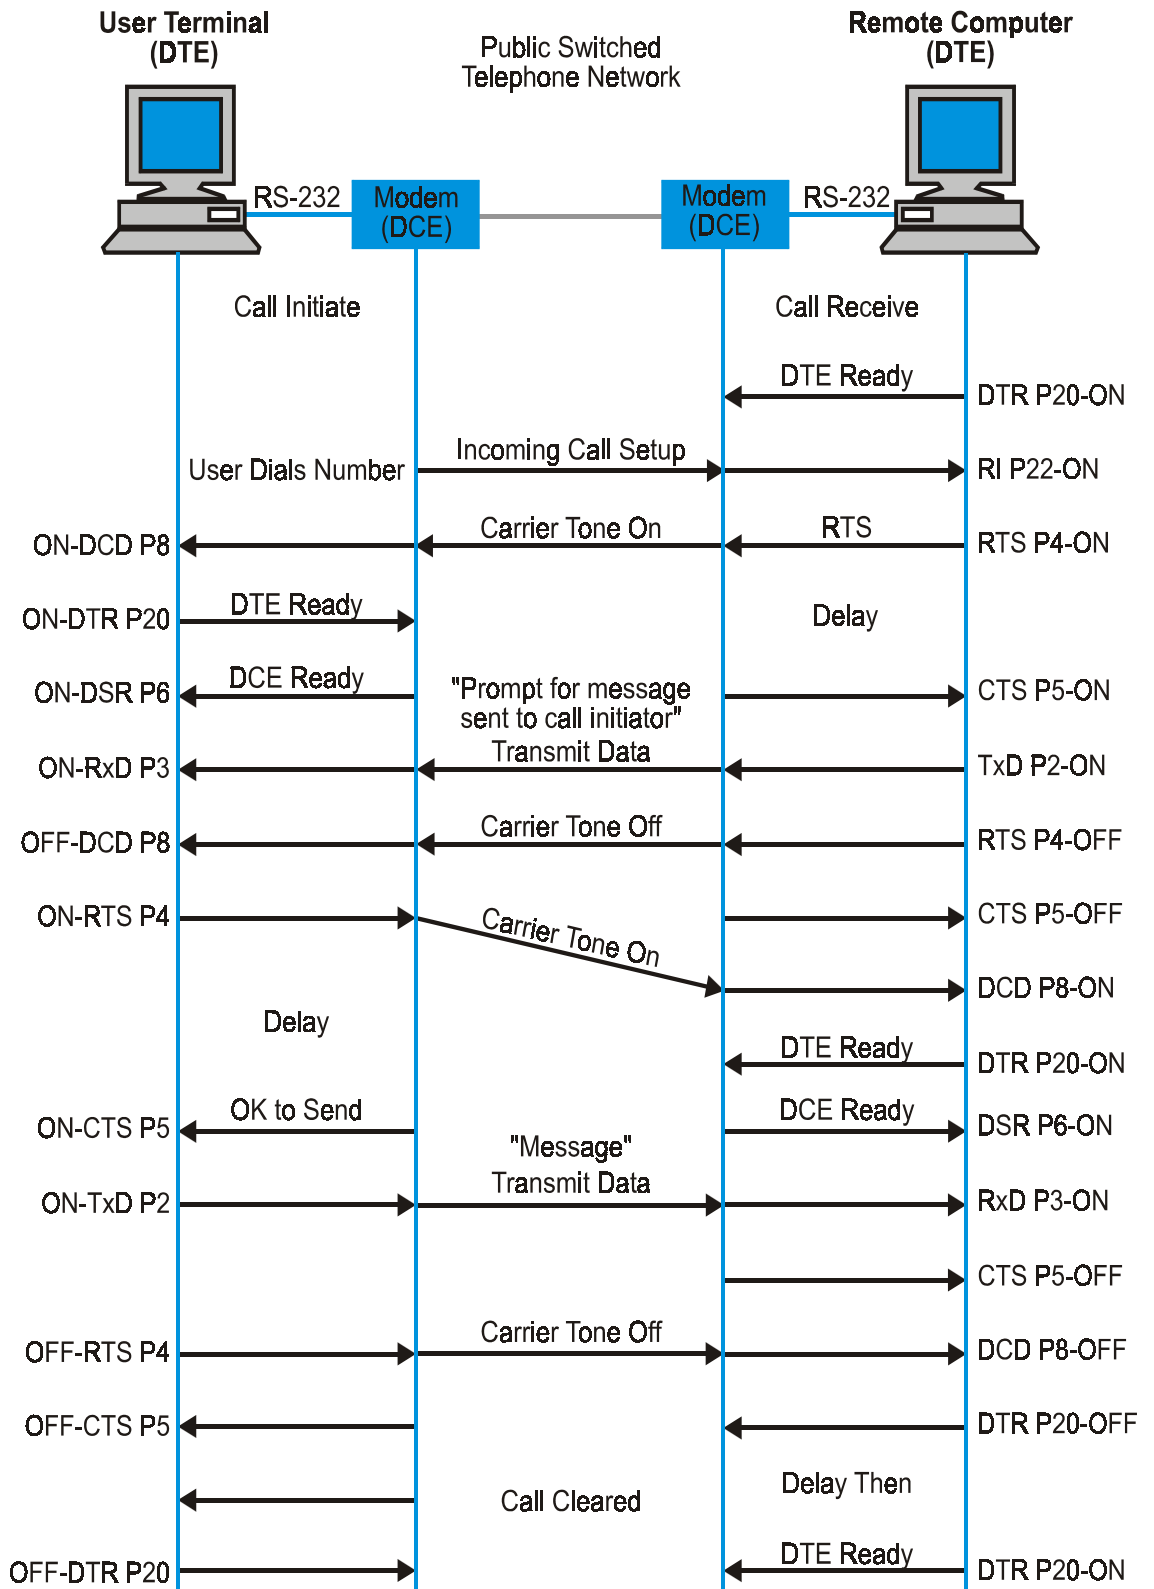 User Terminal
(DTE)
Public Switched
Telephone Network
Remote Computer
(DTE)
RS-232
Modem
(DCE)
Modem
(DCE)
RS-232
Call Initiate
Call Receive
DTE Ready
DTR P20-ON
User Dials Number
Incoming Call Setup
RI P22-ON
ON-DCD P8
Carrier Tone On
RTS
RTS P4-ON
ON-DTR P20
DTE Ready
Delay
ON-DSR P6
DCE Ready
"Prompt for message
sent to call initiator"
CTS P5-ON
ON-RxD P3
Transmit Data
TxD P2-ON
OFF-DCD P8
Carrier Tone Off
RTS P4-OFF
ON-RTS P4
Carrier Tone On
CTS P5-OFF
DCD P8-ON
Delay
DTE Ready
DTR P20-ON
ON-CTS P5
OK to Send
DCE Ready
DSR P6-ON
"Message"
Transmit Data
ON-TxD P2
RxD P3-ON
CTS P5-OFF
OFF-RTS P4
Carrier Tone Off
DCD P8-OFF
OFF-CTS P5
DTR P20-OFF
Call Cleared
Delay Then
OFF-DTR P20
DTE Ready
DTR P20-ON